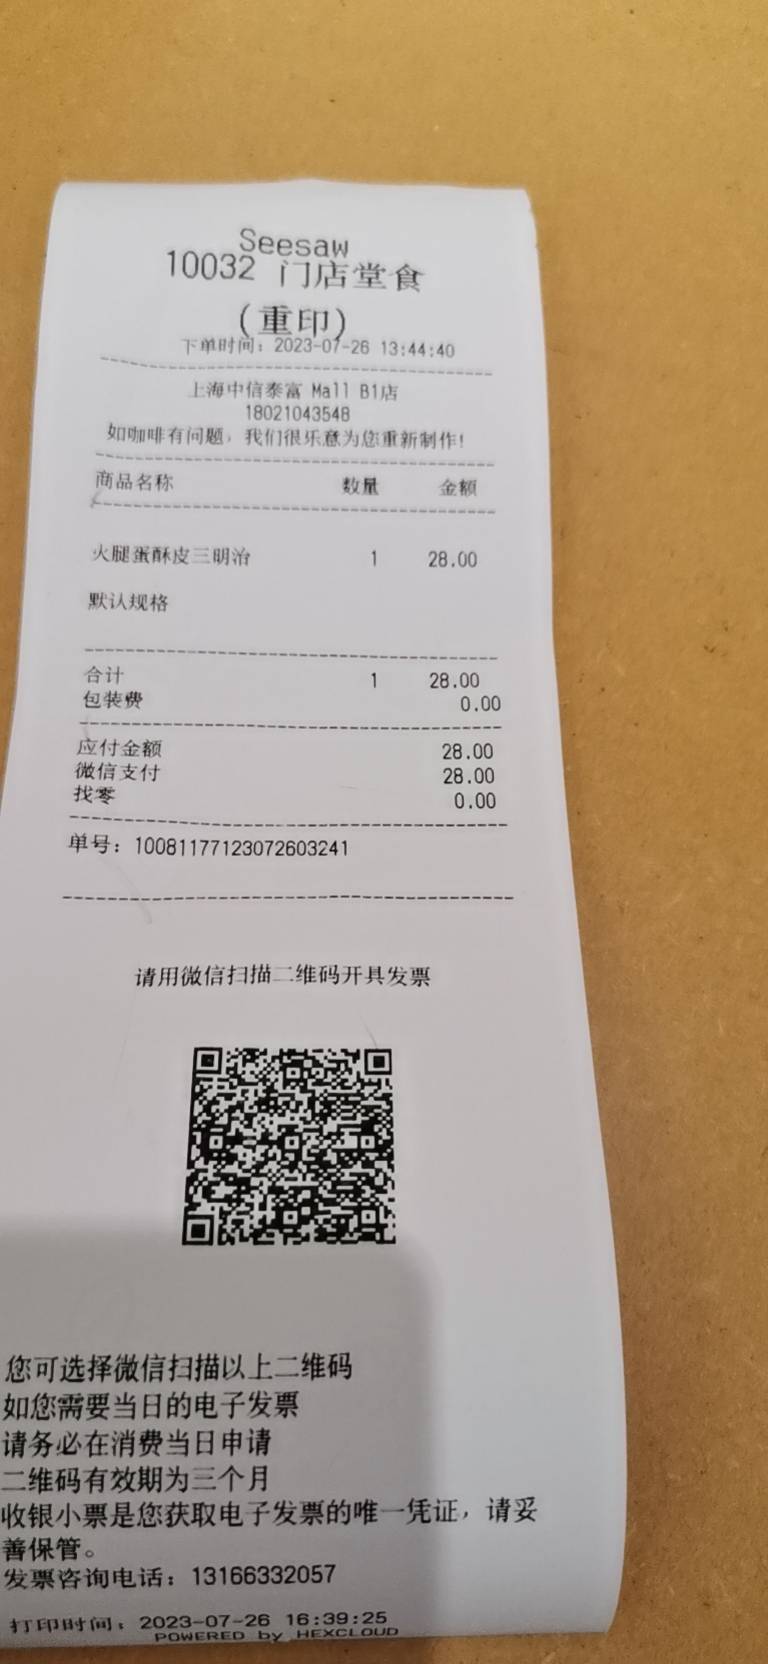 Seesaw
10032 门店堂食
(重印)
下单时间：2023-07-26 13:44:40
上海中信泰富 Mall B1店
18021043548
如咖啡有问题，我们很乐意为您重新制作!
商品名称 数量 金额
火腿蛋酥皮三明治 1 28.00
默认规格
合计 1 28.00
包装费 0.00
应付金额 28.00
微信支付 28.00
找零 0.00
单号：10081177123072603241
请用微信扫描二维码开具发票
您可选择微信扫描以上二维码
如您需要当日的电子发票
请务必在消费当日申请
二维码有效期为三个月
收银小票是您获取电子发票的唯一凭证，请妥
善保管。
发票咨询电话：13166332057
打印时间：2023-07-26 16:39:25
POWERED by HEXCLOUD